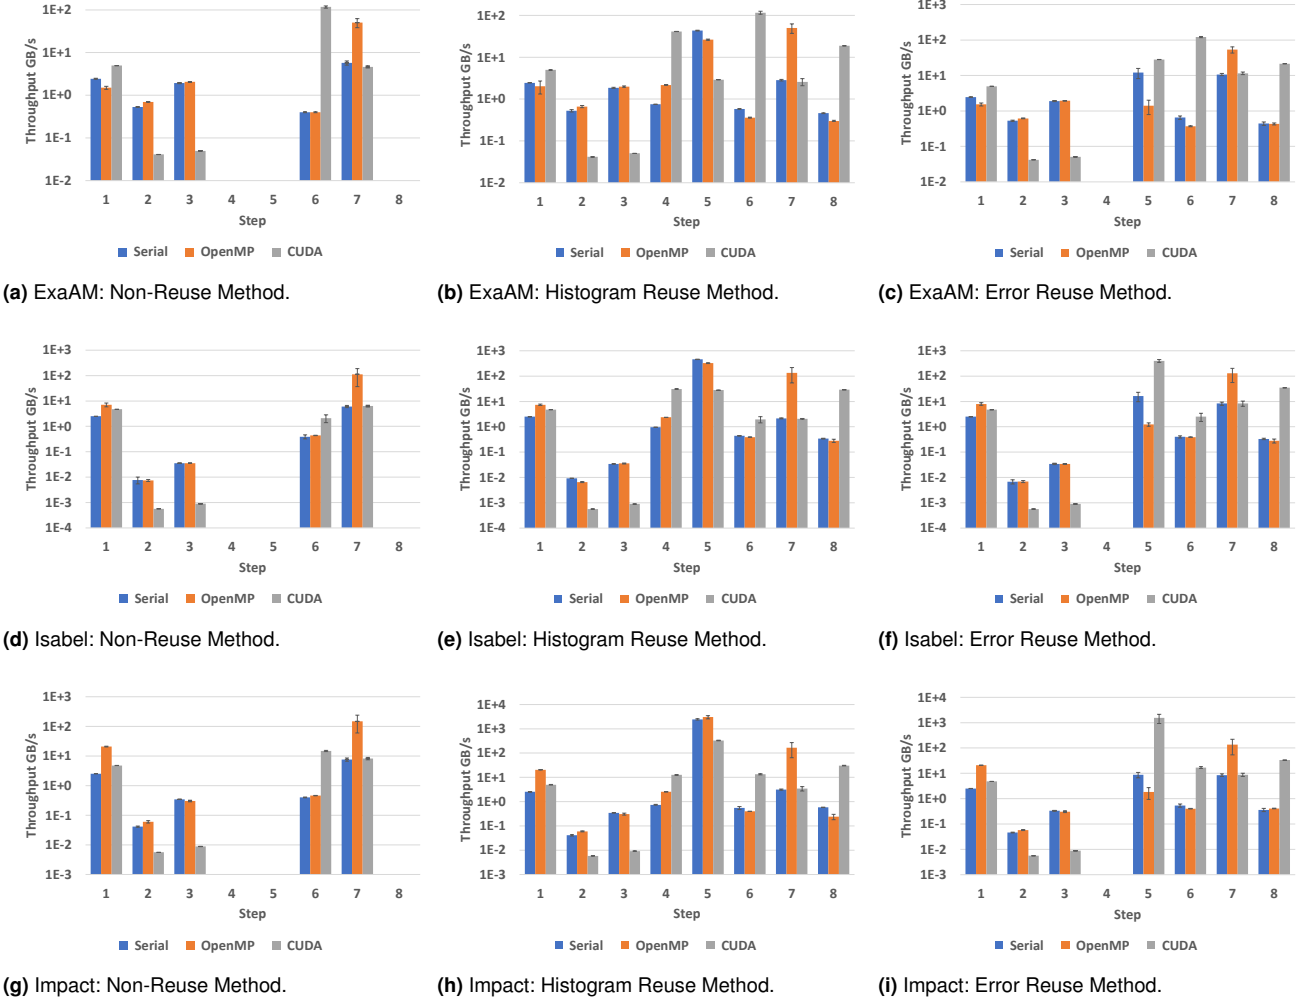 Throughput GB/s
1E+2
1E+1
1E+0
1E-1
1E-2
1 2 3 4 5 6 7 8
Step
Serial OpenMP CUDA
(a) ExaAM: Non-Reuse Method.
Throughput GB/s
1E+2
1E+1
1E+0
1E-1
1E-2
1 2 3 4 5 6 7 8
Step
Serial OpenMP CUDA
(b) ExaAM: Histogram Reuse Method.
Throughput GB/s
1E+3
1E+2
1E+1
1E+0
1E-1
1E-2
1 2 3 4 5 6 7 8
Step
Serial OpenMP CUDA
(c) ExaAM: Error Reuse Method.
Throughput GB/s
1E+3
1E+2
1E+1
1E+0
1E-1
1E-2
1E-3
1E-4
1 2 3 4 5 6 7 8
Step
Serial OpenMP CUDA
(d) Isabel: Non-Reuse Method.
Throughput GB/s
1E+3
1E+2
1E+1
1E+0
1E-1
1E-2
1E-3
1E-4
1 2 3 4 5 6 7 8
Step
Serial OpenMP CUDA
(e) Isabel: Histogram Reuse Method.
Throughput GB/s
1E+3
1E+2
1E+1
1E+0
1E-1
1E-2
1E-3
1E-4
1 2 3 4 5 6 7 8
Step
Serial OpenMP CUDA
(f) Isabel: Error Reuse Method.
Throughput GB/s
1E+3
1E+2
1E+1
1E+0
1E-1
1E-2
1E-3
1 2 3 4 5 6 7 8
Step
Serial OpenMP CUDA
(g) Impact: Non-Reuse Method.
Throughput GB/s
1E+4
1E+3
1E+2
1E+1
1E+0
1E-1
1E-2
1E-3
1 2 3 4 5 6 7 8
Step
Serial OpenMP CUDA
(h) Impact: Histogram Reuse Method.
Throughput GB/s
1E+4
1E+3
1E+2
1E+1
1E+0
1E-1
1E-2
1E-3
1 2 3 4 5 6 7 8
Step
Serial OpenMP CUDA
(i) Impact: Error Reuse Method.